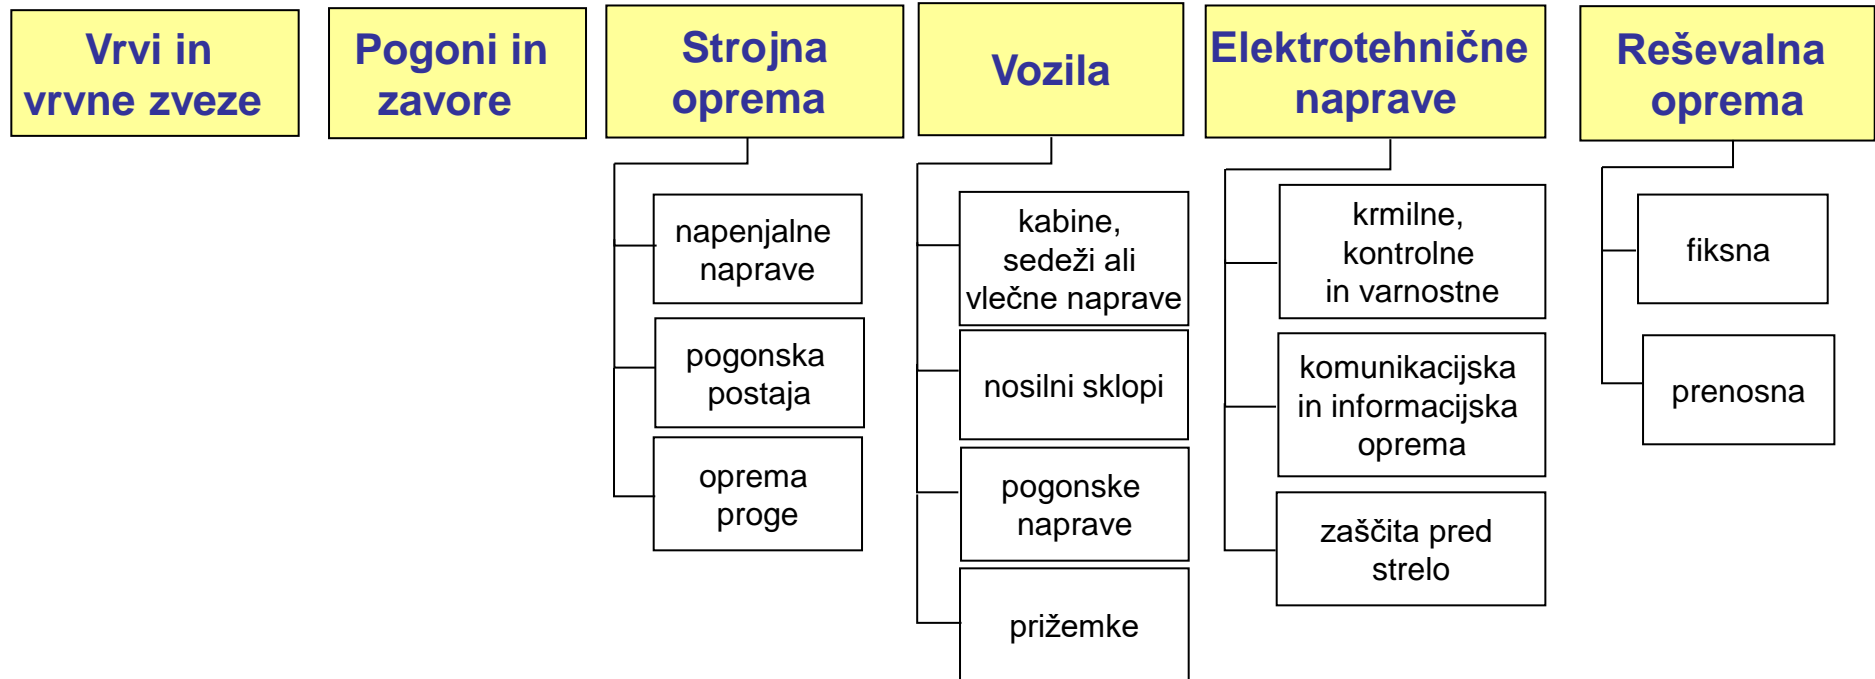 Vrvi in
vrvne zveze
Pogoni in
zavore
Strojna
oprema
napenjalne
naprave
pogonska
postaja
oprema
proge
Vozila
kabine,
sedeži ali
vlečne naprave
nosilni sklopi
pogonske
naprave
prižemke
Elektrotehnične
naprave
krmilne,
kontrolne
in varnostne
komunikacijska
in informacijska
oprema
zaščita pred
strelo
Reševalna
oprema
fiksna
prenosna